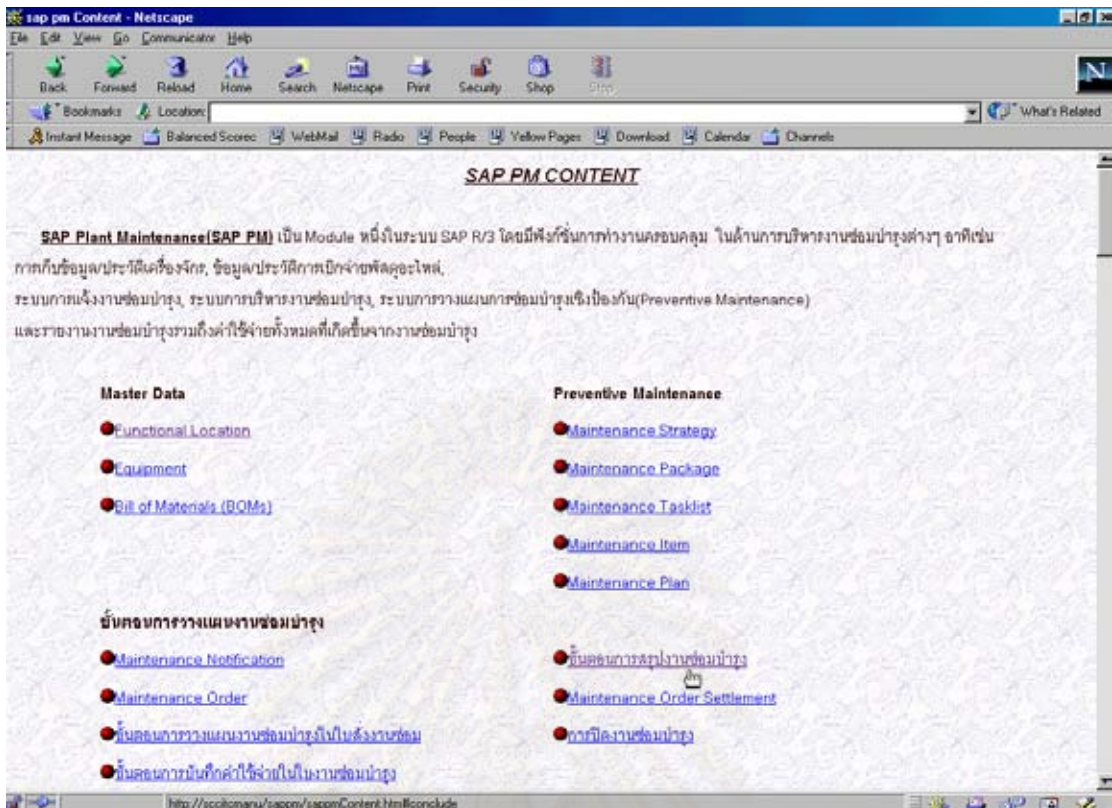 sap pm Content - Netscape
File Edit View Go Communicator Help
Back Forward Reload Home Search Netscape Print Security Shop Stop
Bookmarks Location: What's Related
Instant Message Balanced Scorec WebMail Radio People Yellow Pages Download Calendar Channels
SAP PM CONTENT
SAP Plant Maintenance(SAP PM) เป็น Module หนึ่งในระบบ SAP R/3 โดยมีฟังก์ชั่นการทำงานครอบคลุม ในด้านการบริหารงานซ่อมบำรุงต่างๆ อาทิเช่น
การเก็บข้อมูล/ประวัติเครื่องจักร, ข้อมูล/ประวัติการเบิกจ่ายพัสดุอะไหล่,
ระบบการแจ้งงานซ่อมบำรุง, ระบบการบริหารงานซ่อมบำรุง, ระบบการวางแผนการซ่อมบำรุงเชิงป้องกัน(Preventive Maintenance)
และรายงานงานซ่อมบำรุงรวมถึงค่าใช้จ่ายทั้งหมดที่เกิดขึ้นจากงานซ่อมบำรุง
Master Data
Functional Location
Equipment
Bill of Materials (BOMs)
Preventive Maintenance
Maintenance Strategy
Maintenance Package
Maintenance Tasklist
Maintenance Item
Maintenance Plan
ขั้นตอนการวางแผนงานซ่อมบำรุง
Maintenance Notification
Maintenance Order
ขั้นตอนการวางแผนงานซ่อมบำรุงในใบสั่งงานซ่อม
ขั้นตอนการบันทึกค่าใช้จ่ายในใบงานซ่อมบำรุง
ขั้นตอนการสรุปงานซ่อมบำรุง
Maintenance Order Settlement
การปิดงานซ่อมบำรุง
http://sccitcmanu/sappm/sappmContent.html#conclude